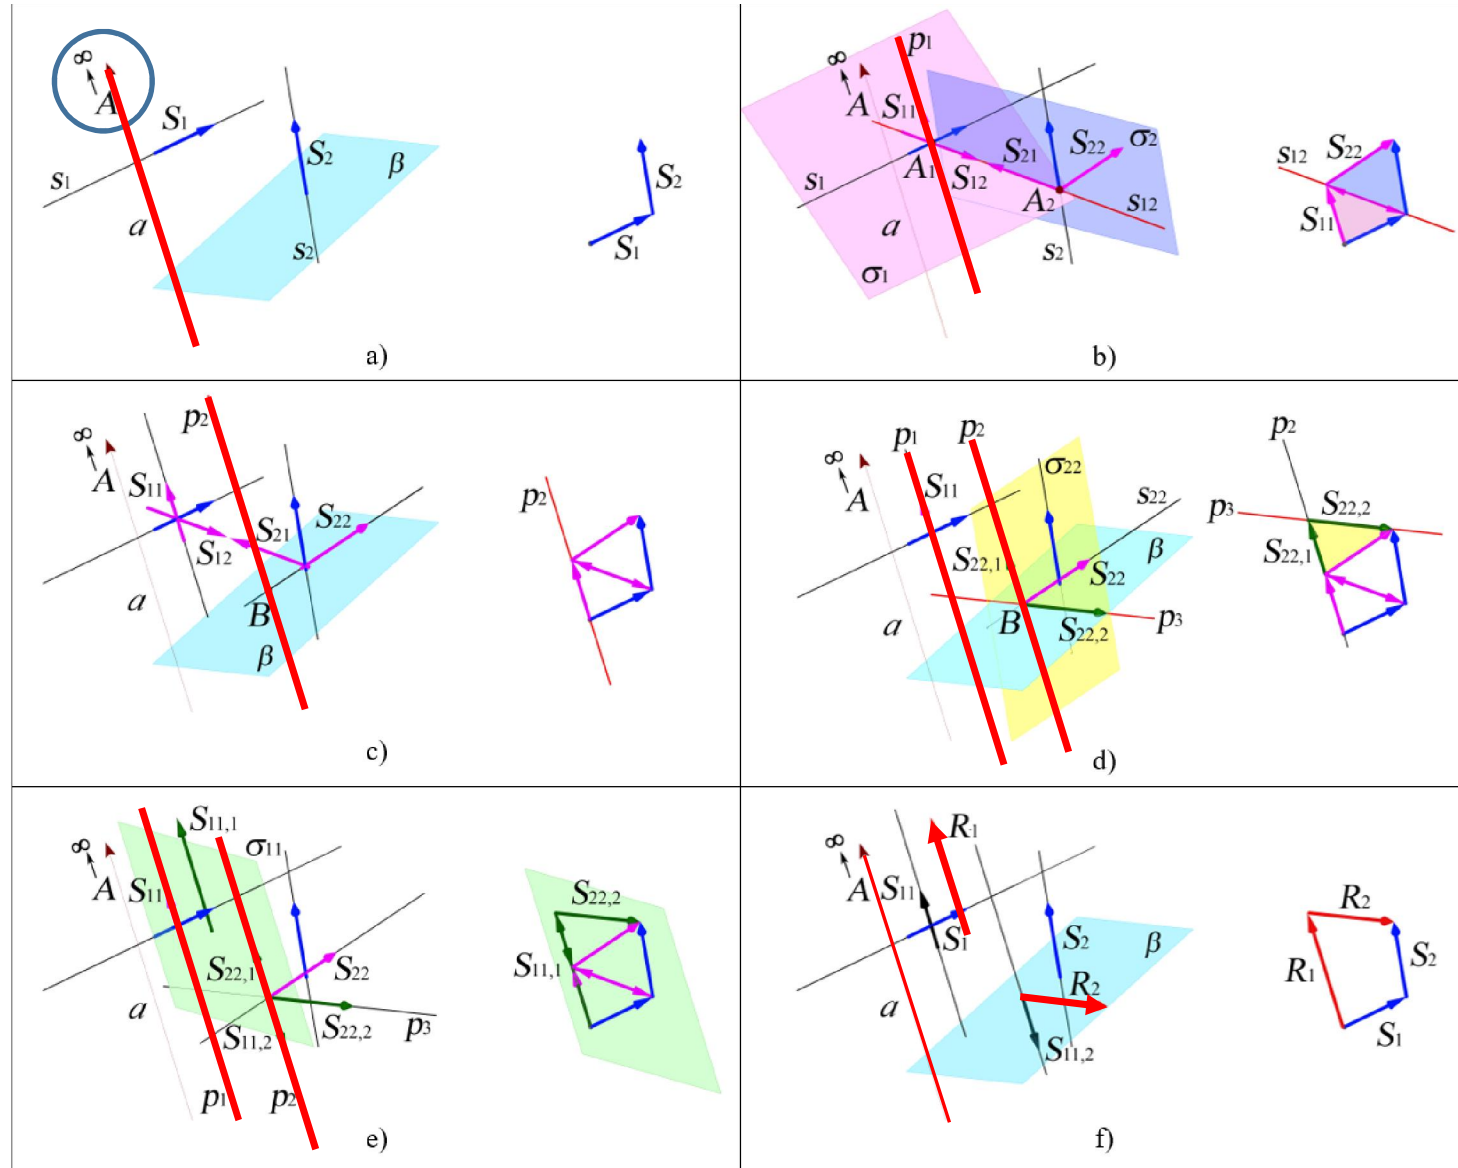 ∞
A
S1
s1
a
S2
β
s2
S2
S1
a)
∞
A
p1
S11
s1
A1
S12
S21
S22
σ2
A2
s12
a
σ1
s2
s12
S22
S11
b)
p2
∞
A
S11
S12
S21
S22
a
B
β
p2
c)
p1
p2
∞
A
S11
σ22
s22
S22,1
S22
β
a
B
S22,2
p3
p2
p3
S22,2
S22,1
d)
∞
A
S11,1
S11
σ11
S22,1
S22
a
S11,2
S22,2
p3
p1
p2
S22,2
S11,1
e)
∞
A
S11
R1
S1
S2
β
a
R2
S11,2
R2
R1
S2
S1
f)